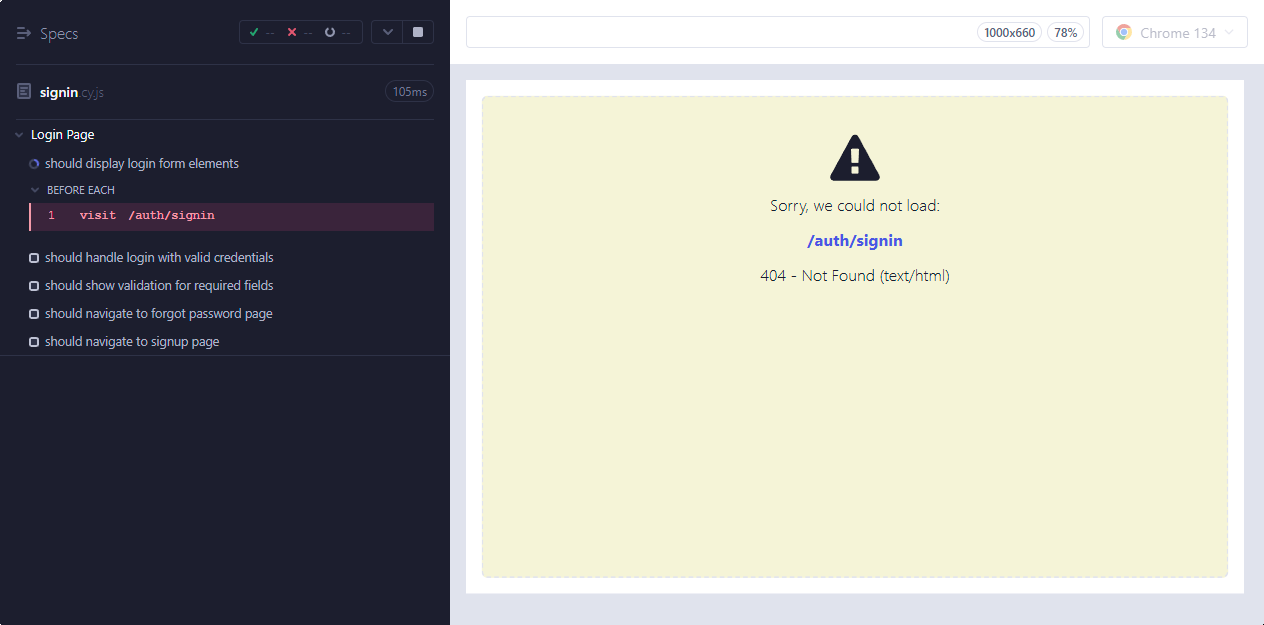 Specs
-- -- --
signin.cy.js 105ms
Login Page
should display login form elements
BEFORE EACH
1 visit /auth/signin
should handle login with valid credentials
should show validation for required fields
should navigate to forgot password page
should navigate to signup page
1000x660 78% Chrome 134
Sorry, we could not load:
/auth/signin
404 - Not Found (text/html)